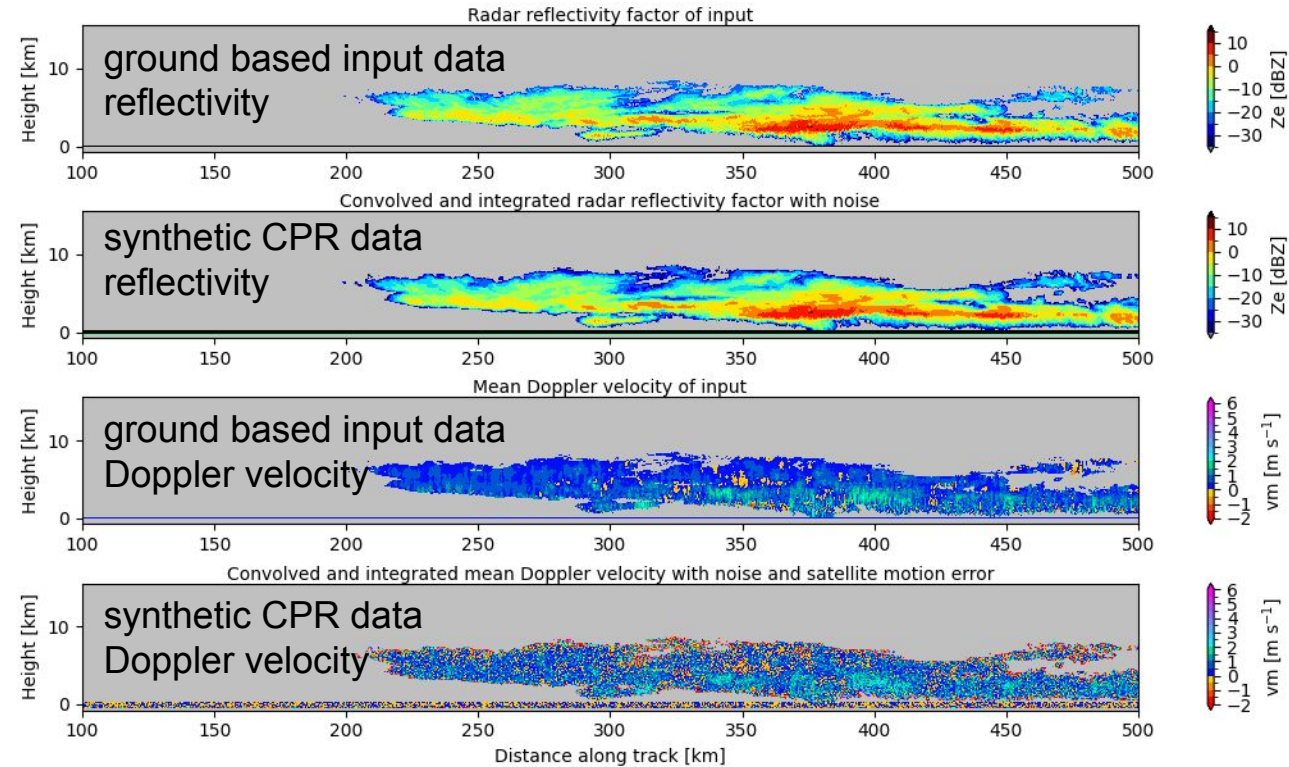 Radar reflectivity factor of input
ground based input data
reflectivity
Height [km]
10
0
100 150 200 250 300 350 400 450 500
10
0
−10
−20
−30
Ze [dBZ]
Convolved and integrated radar reflectivity factor with noise
synthetic CPR data
reflectivity
Height [km]
10
0
100 150 200 250 300 350 400 450 500
10
0
−10
−20
−30
Ze [dBZ]
Mean Doppler velocity of input
ground based input data
Doppler velocity
Height [km]
10
0
100 150 200 250 300 350 400 450 500
6
5
4
3
2
1
0
−1
−2
vm [m s⁻¹]
Convolved and integrated mean Doppler velocity with noise and satellite motion error
synthetic CPR data
Doppler velocity
Height [km]
10
0
100 150 200 250 300 350 400 450 500
Distance along track [km]
6
5
4
3
2
1
0
−1
−2
vm [m s⁻¹]